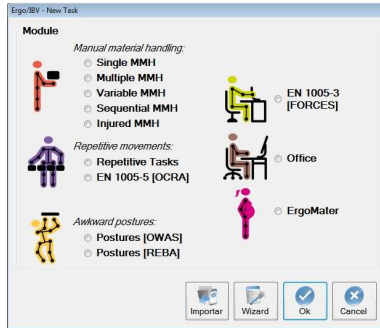 Ergo/IBV - New Task
Module
Manual material handling:
Single MMH
Multiple MMH
Variable MMH
Sequential MMH
Injured MMH
Repetitive movements:
Repetitive Tasks
EN 1005-5 [OCRA]
Awkward postures:
Postures [OWAS]
Postures [REBA]
EN 1005-3
[FORCES]
Office
ErgoMater
Importar
Wizard
Ok
Cancel